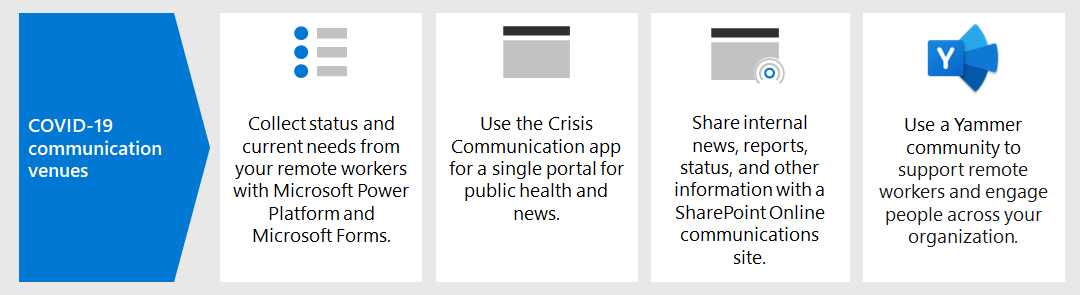 COVID-19
communication
venues
Collect status and
current needs from
your remote workers
with Microsoft Power
Platform and
Microsoft Forms.
Use the Crisis
Communication app
for a single portal for
public health and
news.
Share internal
news, reports,
status, and other
information with a
SharePoint Online
communications
site.
Y
Use a Yammer
community to
support remote
workers and engage
people across your
organization.